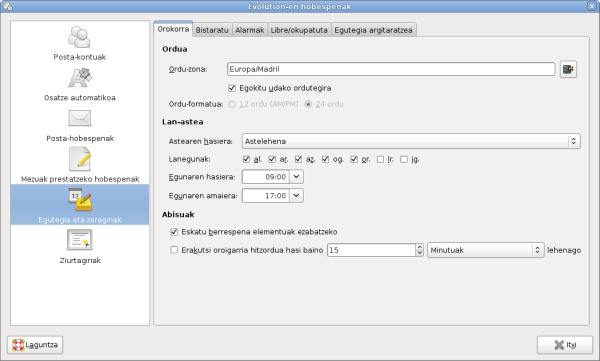 Evolution-en hobespenak
Posta-kontuak
Osatze automatikoa
Posta-hobespenak
Mezuak prestatzeko hobespenak
Egutegia eta zereginak
Ziurtagiriak
Orokorra Bistaratu Alarmak Libre/okupatuta Egutegia argitaratzea
Ordua
Ordu-zona: Europa/Madril
Egokitu udako ordutegira
Ordu-formatua: 12 ordu (AM/PM) 24 ordu
Lan-astea
Astearen hasiera: Astelehena
Lanegunak: al. ar. az. og. or. lr. ig.
Egunaren hasiera: 09:00
Egunaren amaiera: 17:00
Abisuak
Eskatu berrespena elementuak ezabatzeko
Erakutsi oroigarria hitzordua hasi baino 15 Minutuak lehenago
Laguntza Itxi